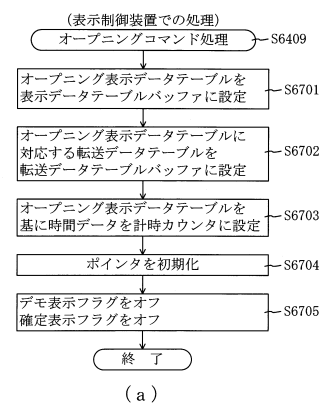 (表示制御装置での処理)
オープニングコマンド処理 S6409
オープニング表示データテーブルを
表示データテーブルバッファに設定 S6701
オープニング表示データテーブルに
対応する転送データテーブルを
転送データテーブルバッファに設定 S6702
オープニング表示データテーブルを
基に時間データを計時カウンタに設定 S6703
ポインタを初期化 S6704
デモ表示フラグをオフ
確定表示フラグをオフ S6705
終 了
(a)